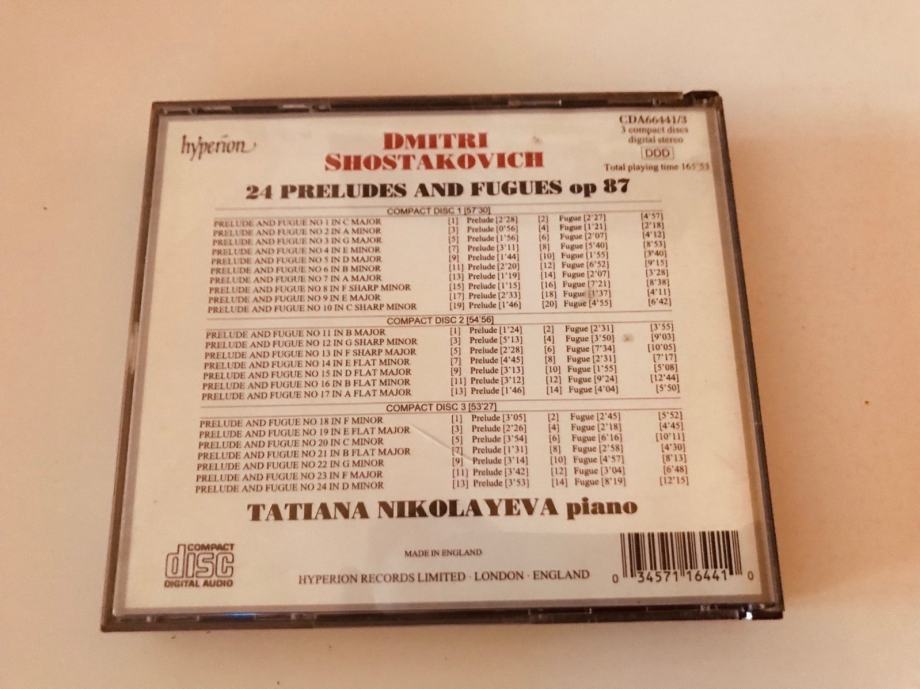 hyperion
DMITRI
SHOSTAKOVICH
CDA66441/3
3 compact discs
digital stereo
DDD
Total playing time 165'53
24 PRELUDES AND FUGUES op 87
COMPACT DISC 1 [57'30]
PRELUDE AND FUGUE NO 1 IN C MAJOR [1] Prelude [2'28] [2] Fugue [2'27] [4'57]
PRELUDE AND FUGUE NO 2 IN A MINOR [3] Prelude [0'56] [4] Fugue [1'21] [2'18]
PRELUDE AND FUGUE NO 3 IN G MAJOR [5] Prelude [1'56] [6] Fugue [2'07] [4'12]
PRELUDE AND FUGUE NO 4 IN E MINOR [7] Prelude [3'11] [8] Fugue [5'40] [8'53]
PRELUDE AND FUGUE NO 5 IN D MAJOR [9] Prelude [1'44] [10] Fugue [1'55] [3'40]
PRELUDE AND FUGUE NO 6 IN B MINOR [11] Prelude [2'20] [12] Fugue [6'52] [9'15]
PRELUDE AND FUGUE NO 7 IN A MAJOR [13] Prelude [1'19] [14] Fugue [2'07] [3'28]
PRELUDE AND FUGUE NO 8 IN F SHARP MINOR [15] Prelude [1'15] [16] Fugue [7'21] [8'38]
PRELUDE AND FUGUE NO 9 IN E MAJOR [17] Prelude [2'33] [18] Fugue [1'37] [4'11]
PRELUDE AND FUGUE NO 10 IN C SHARP MINOR [19] Prelude [1'46] [20] Fugue [4'55] [6'42]
COMPACT DISC 2 [54'56]
PRELUDE AND FUGUE NO 11 IN B MAJOR [1] Prelude [1'24] [2] Fugue [2'31] [3'55]
PRELUDE AND FUGUE NO 12 IN G SHARP MINOR [3] Prelude [5'13] [4] Fugue [3'50] [9'03]
PRELUDE AND FUGUE NO 13 IN F SHARP MAJOR [5] Prelude [2'28] [6] Fugue [7'34] [10'05]
PRELUDE AND FUGUE NO 14 IN E FLAT MINOR [7] Prelude [4'45] [8] Fugue [2'31] [7'17]
PRELUDE AND FUGUE NO 15 IN D FLAT MAJOR [9] Prelude [3'13] [10] Fugue [1'55] [5'08]
PRELUDE AND FUGUE NO 16 IN B FLAT MINOR [11] Prelude [3'12] [12] Fugue [9'24] [12'44]
PRELUDE AND FUGUE NO 17 IN A FLAT MAJOR [13] Prelude [1'46] [14] Fugue [4'04] [5'50]
COMPACT DISC 3 [53'27]
PRELUDE AND FUGUE NO 18 IN F MINOR [1] Prelude [3'05] [2] Fugue [2'45] [5'52]
PRELUDE AND FUGUE NO 19 IN E FLAT MAJOR [3] Prelude [2'26] [4] Fugue [2'18] [4'45]
PRELUDE AND FUGUE NO 20 IN C MINOR [5] Prelude [3'54] [6] Fugue [6'16] [10'11]
PRELUDE AND FUGUE NO 21 IN B FLAT MAJOR [7] Prelude [1'31] [8] Fugue [2'58] [4'30]
PRELUDE AND FUGUE NO 22 IN G MINOR [9] Prelude [3'14] [10] Fugue [4'57] [8'13]
PRELUDE AND FUGUE NO 23 IN F MAJOR [11] Prelude [3'42] [12] Fugue [3'04] [6'48]
PRELUDE AND FUGUE NO 24 IN D MINOR [13] Prelude [3'53] [14] Fugue [8'19] [12'15]
TATIANA NIKOLAYEVA piano
COMPACT
disc
DIGITAL AUDIO
MADE IN ENGLAND
HYPERION RECORDS LIMITED · LONDON · ENGLAND
0 34571 16441 0